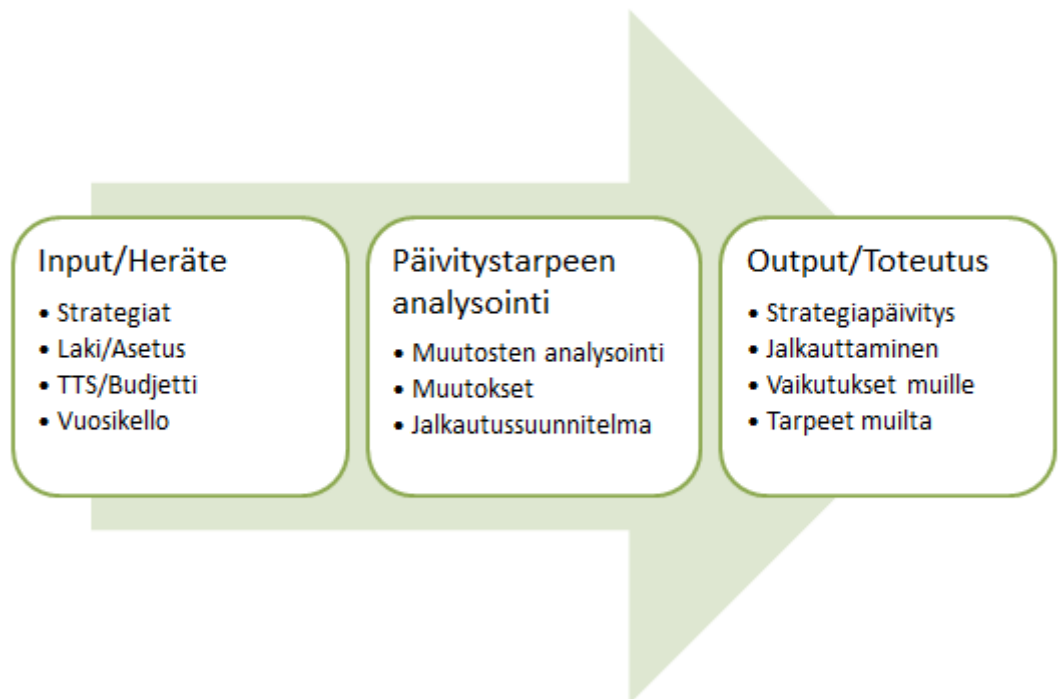 Input/Heräte
• Strategiat
• Laki/Asetus
• TTS/Budjetti
• Vuosikello
Päivitystarpeen
analysointi
• Muutosten analysointi
• Muutokset
• Jalkautussuunnitelma
Output/Toteutus
• Strategiapäivitys
• Jalkauttaminen
• Vaikutukset muille
• Tarpeet muilta